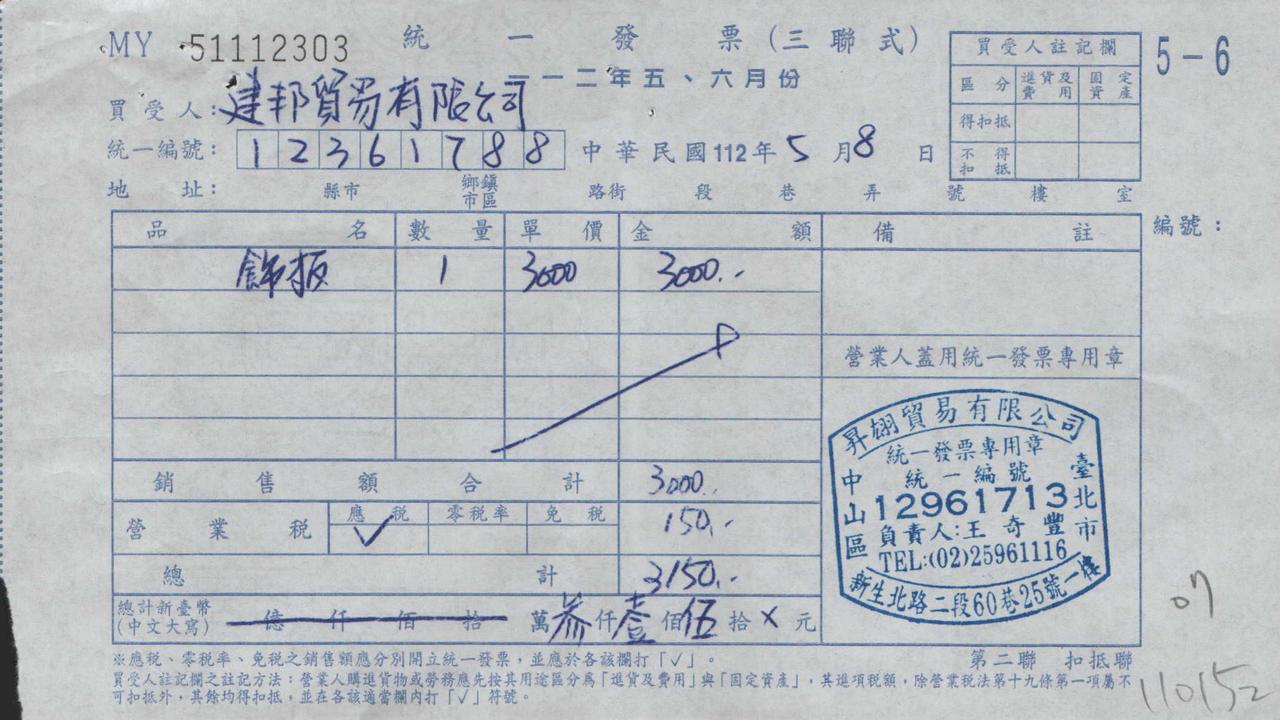 MY 51112303 統一發票(三聯式) 5-6
一一二年五、六月份
買受人:建邦貿易有限公司
統一編號:12361788 中華民國112年5月8日
地址: 縣市 鄉鎮市區 路街 段 巷 弄 號 樓 室
買受人註記欄
區分 進貨及費用 固定資產
得扣抵
不得扣抵
編號:
品名 數量 單價 金額 備註
飾板 1 3000 3000.-
營業人蓋用統一發票專用章
銷售額合計 3000.-
營業稅 應稅 ✓ 零稅率 免稅 150.-
總計 3150.-
總計新臺幣(中文大寫) 億仟佰拾萬參仟壹佰伍拾X元
昇翃貿易有限公司
統一發票專用章
統一編號
12961713
負責人:王奇豐
TEL:(02)25961116
臺北市
中山區
新生北路二段60巷25號一樓
07
※應稅、零稅率、免稅之銷售額應分別開立統一發票,並應於各該欄打「✓」。
第二聯 扣抵聯
買受人註記欄之註記方法:營業人購進貨物或勞務應先按其用途區分為「進貨及費用」與「固定資產」,其進項稅額,除營業稅法第十九條第一項屬不
可扣抵外,其餘均得扣抵,並在各該適當欄內打「✓」符號。
110152